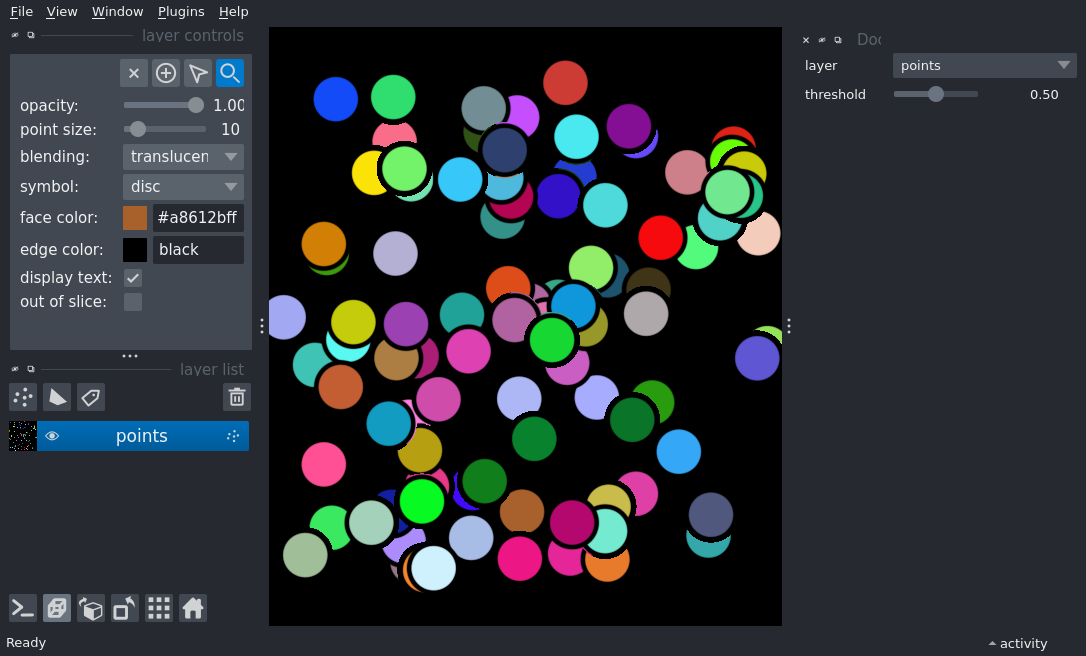 File View Window Plugins Help
layer controls
opacity: 1.00
point size: 10
blending: translucen
symbol: disc
face color: #a8612bff
edge color: black
display text:
out of slice:
layer list
points
Ready
Doc
layer points
threshold 0.50
activity